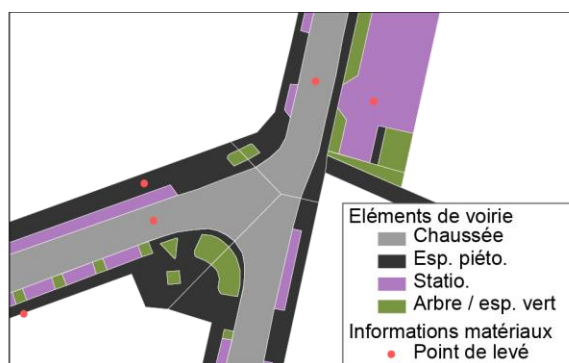 Eléments de voirie
Chaussée
Esp. piéto.
Statio.
Arbre / esp. vert
Informations matériaux
Point de levé